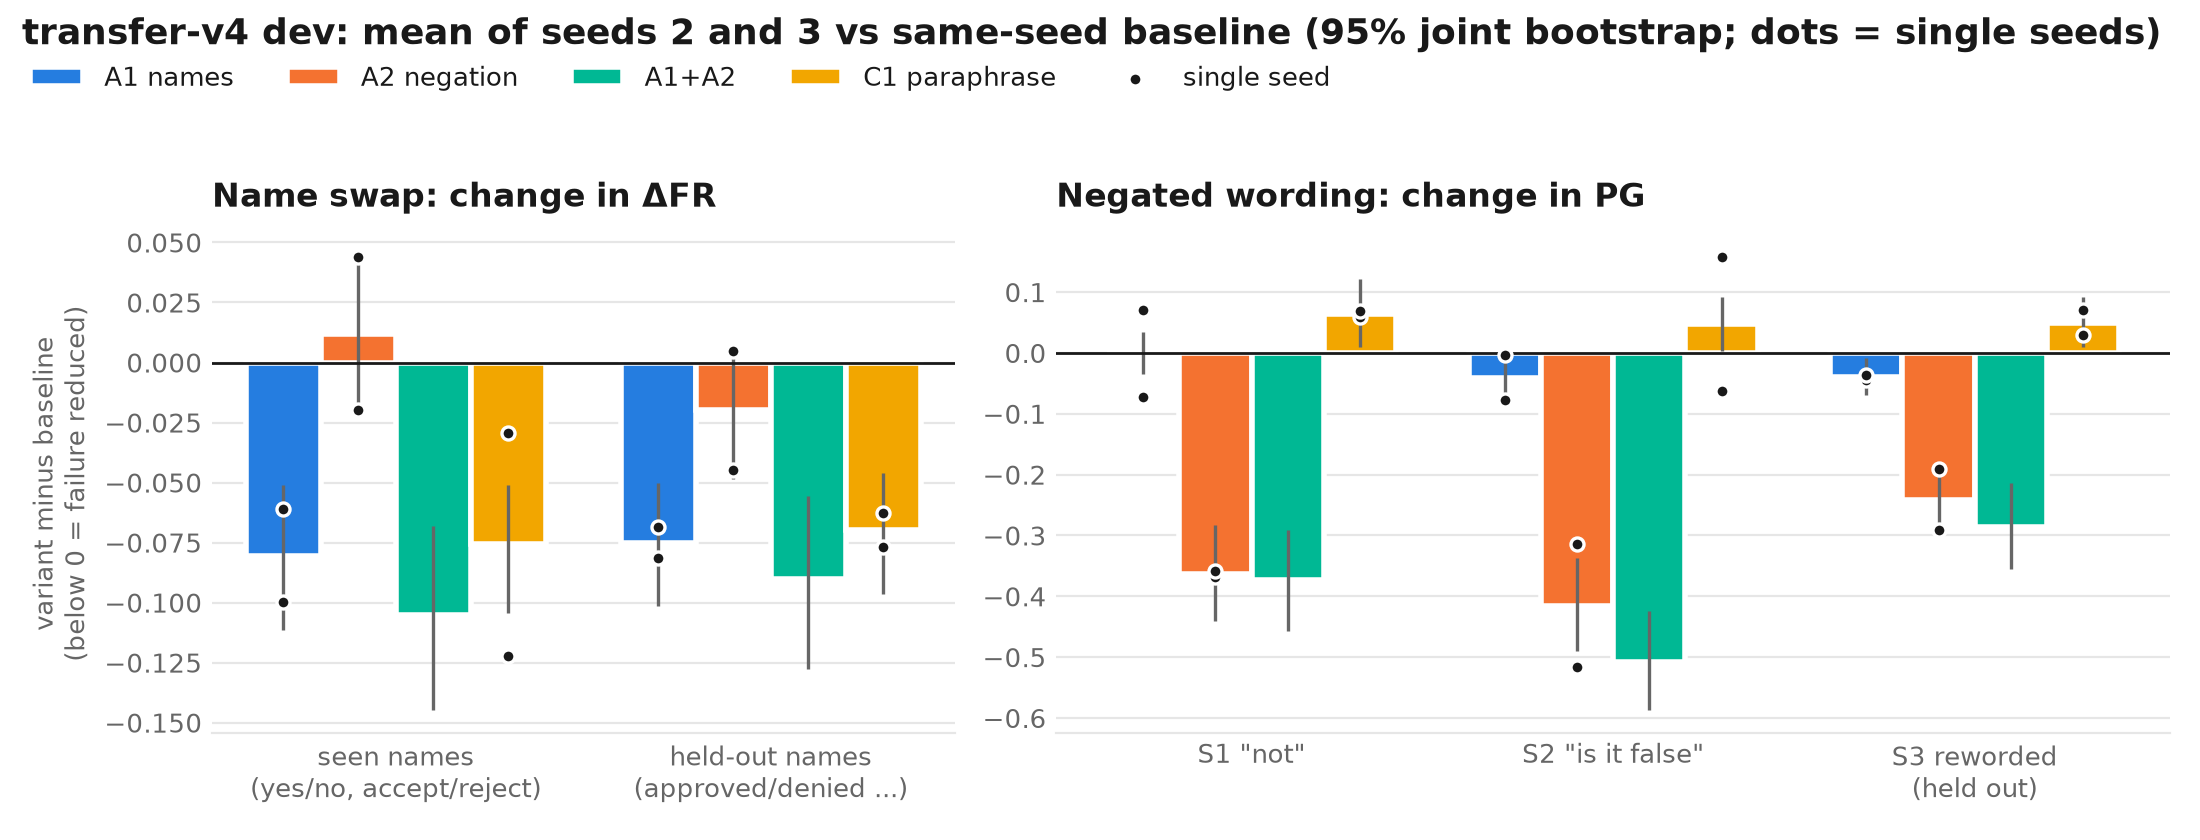 transfer-v4 dev: mean of seeds 2 and 3 vs same-seed baseline (95% joint bootstrap; dots = single seeds)
A1 names
A2 negation
A1+A2
C1 paraphrase
single seed
Name swap: change in ΔFR
variant minus baseline
(below 0 = failure reduced)
0.050
0.025
0.000
−0.025
−0.050
−0.075
−0.100
−0.125
−0.150
seen names
(yes/no, accept/reject)
held-out names
(approved/denied ...)
Negated wording: change in PG
0.1
0.0
−0.1
−0.2
−0.3
−0.4
−0.5
−0.6
S1 "not"
S2 "is it false"
S3 reworded
(held out)